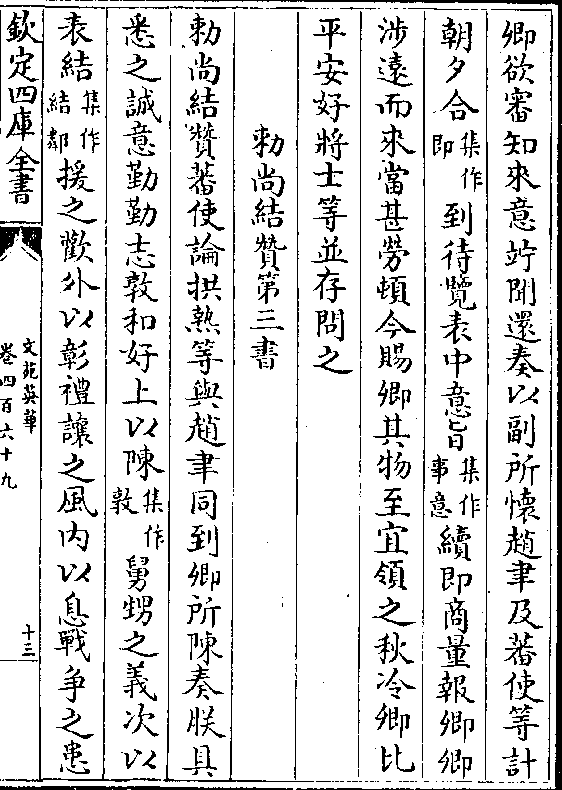 卿欲審知來意竚聞還奏以副所懷趙聿及蕃使等計
朝夕合集作即到待覽表中意旨集作事意續即商量報卿卿
涉遠而來當甚勞頓今賜卿其物至宜領之秋冷卿比
平安好將士等並存問之
勅尚結贊第三書
勅尚結贊蕃使論拱熱等與趙聿同到卿所陳奏朕具
悉之誠意勤勤志敦和好上以陳集作敦舅甥之義次以
表結集作結鄰援之歡外以彰禮讓之風内以息戰爭之患
欽定四庫全書
文苑英華
卷四百六十九
十三